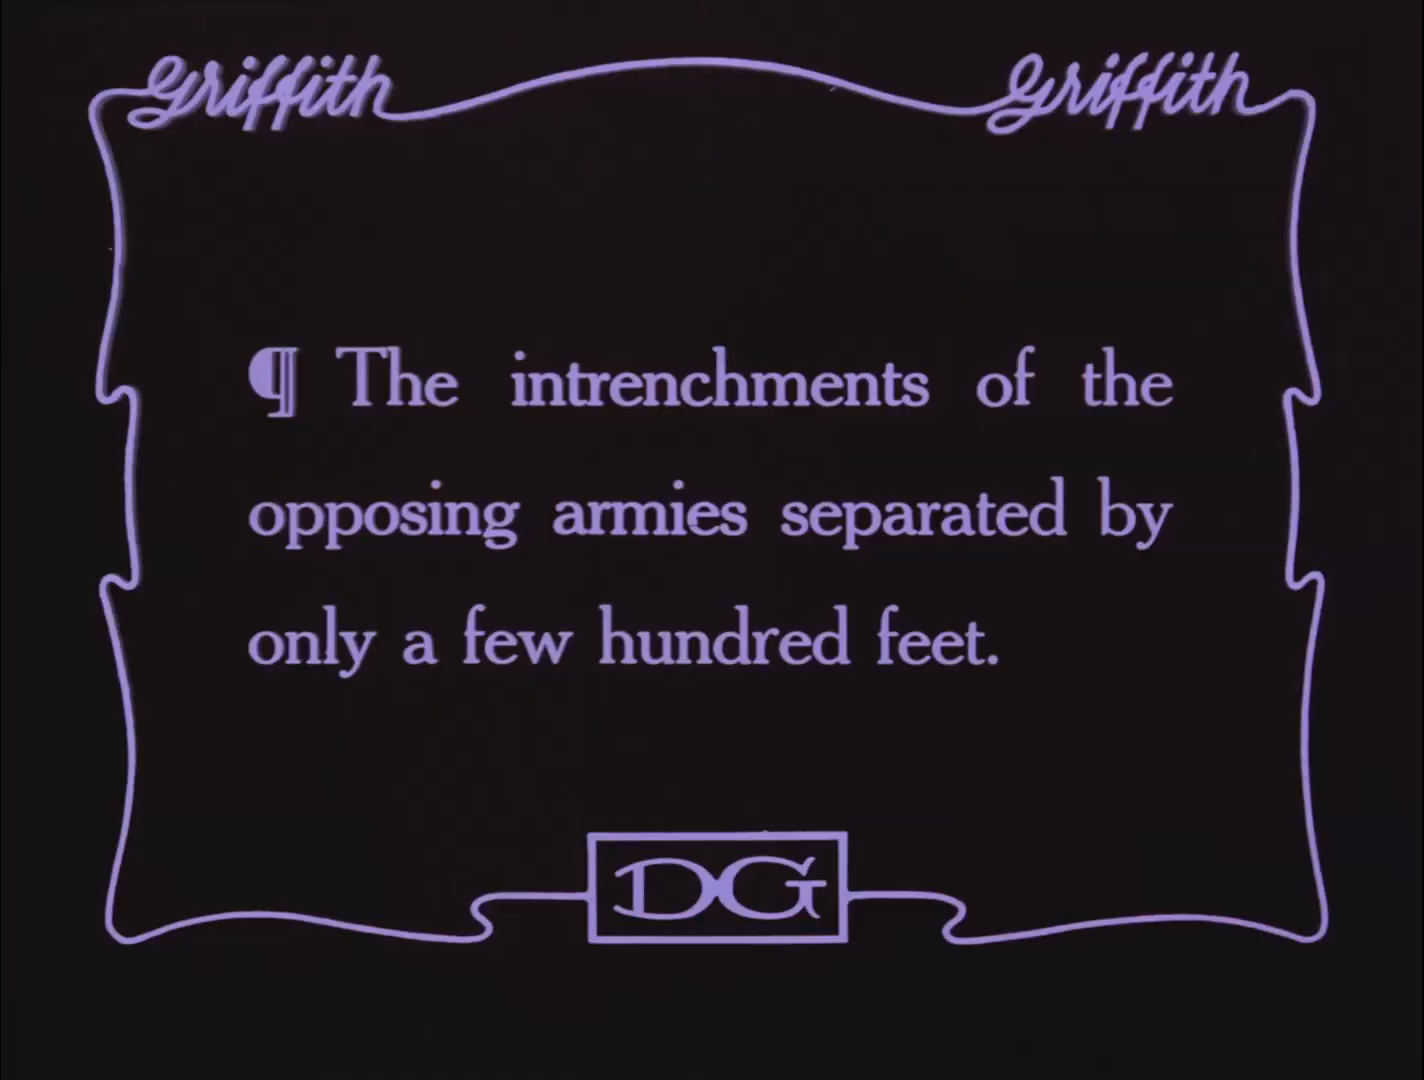 Griffith Griffith
¶ The intrenchments of the
opposing armies separated by
only a few hundred feet.
DG